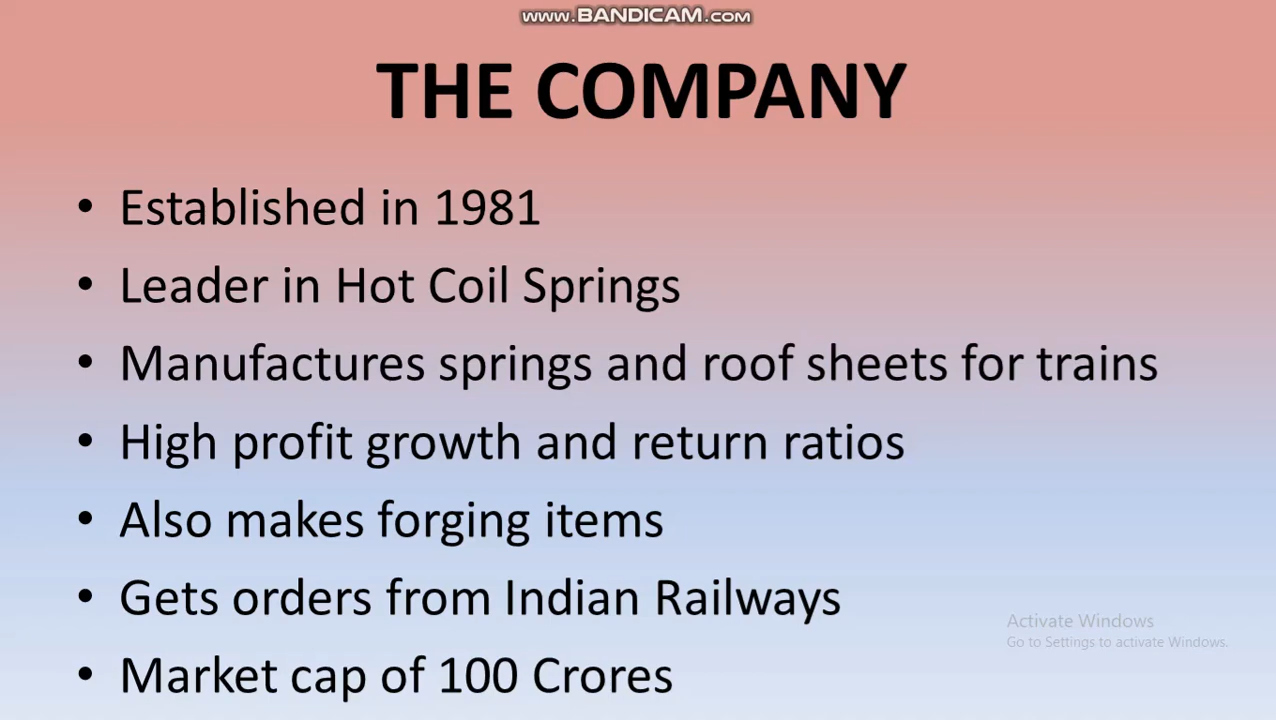 www.BANDICAM.com
THE COMPANY
• Established in 1981
• Leader in Hot Coil Springs
• Manufactures springs and roof sheets for trains
• High profit growth and return ratios
• Also makes forging items
• Gets orders from Indian Railways
Activate Windows
Go to Settings to activate Windows.
• Market cap of 100 Crores